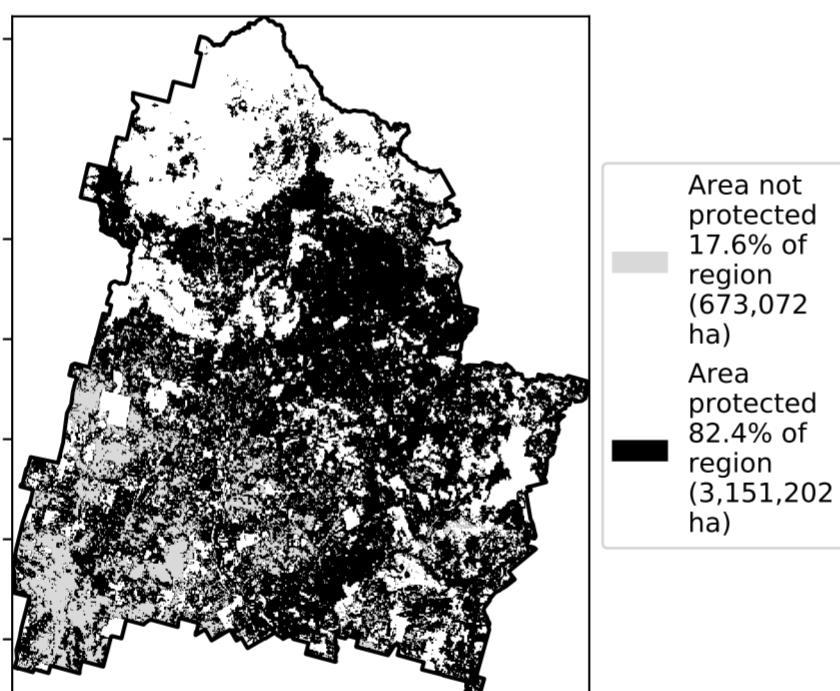 Area not
protected
17.6% of
region
(673,072
ha)
Area
protected
82.4% of
region
(3,151,202
ha)